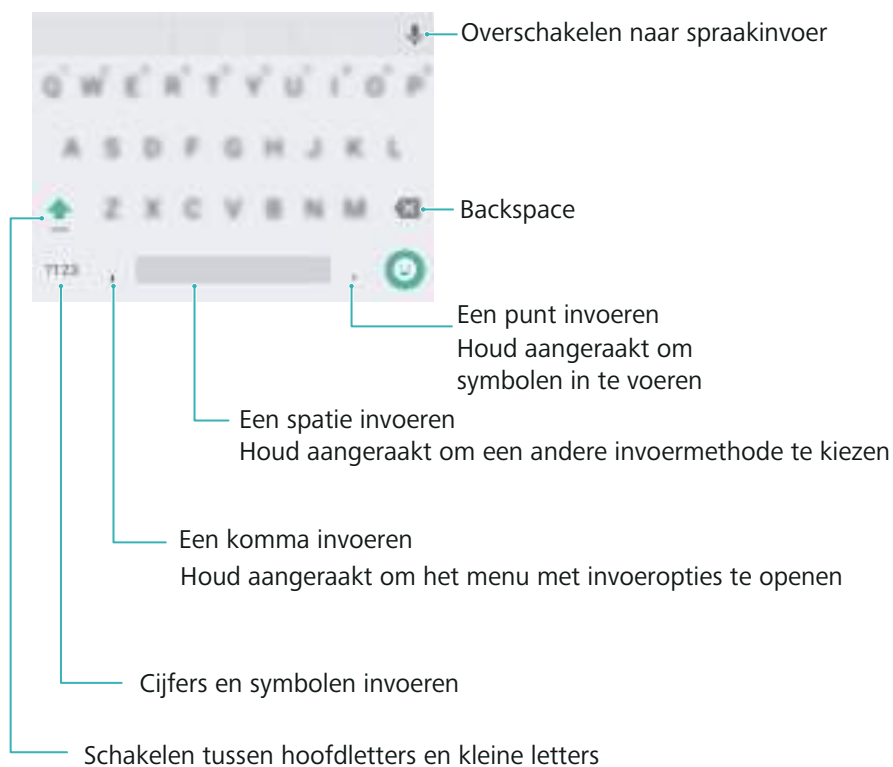 Overschakelen naar spraakinvoer
Q W E R T Y U I O P
A S D F G H J K L
Z X C V B N M
Backspace
?123 , .
Een punt invoeren
Houd aangeraakt om
symbolen in te voeren
Een spatie invoeren
Houd aangeraakt om een andere invoermethode te kiezen
Een komma invoeren
Houd aangeraakt om het menu met invoeropties te openen
Cijfers en symbolen invoeren
Schakelen tussen hoofdletters en kleine letters